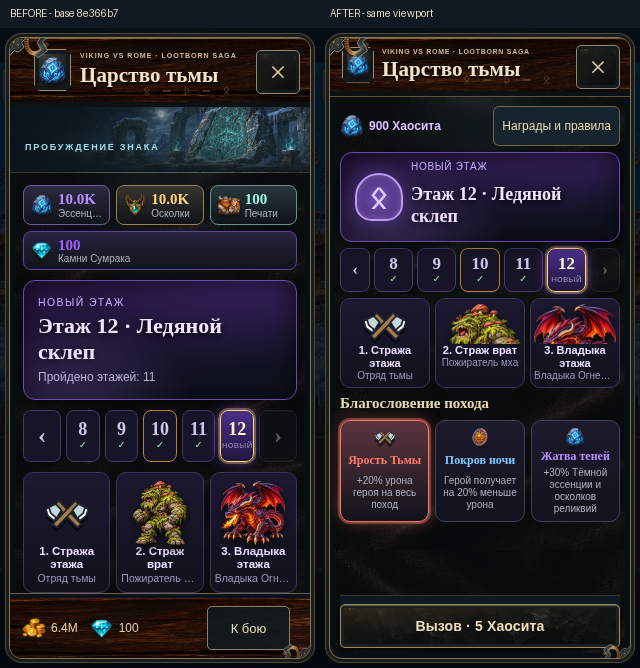 BEFORE - base 8e366b7
VIKING VS ROME · LOOTBORN SAGA
Царство тьмы
×
ПРОБУЖДЕНИЕ ЗНАКА
10.0K
Эссенц...
10.0K
Осколки
100
Печати
100
Камни Сумрака
НОВЫЙ ЭТАЖ
Этаж 12 · Ледяной
склеп
Пройдено этажей: 11
‹ 8 ✓ 9 ✓ 10 ✓ 11 ✓ 12 НОВЫЙ ›
1. Стража
этажа
Отряд тьмы
2. Страж
врат
Пожиратель ...
3. Владыка
этажа
Владыка Огн...
6.4M
100
К бою
AFTER - same viewport
VIKING VS ROME · LOOTBORN SAGA
Царство тьмы
×
900 Хаосита
Награды и правила
НОВЫЙ ЭТАЖ
Этаж 12 · Ледяной
склеп
‹ 8 ✓ 9 ✓ 10 ✓ 11 ✓ 12 НОВЫЙ ›
1. Стража
этажа
Отряд тьмы
2. Страж врат
Пожиратель мха
3. Владыка
этажа
Владыка Огне...
Благословение похода
Ярость Тьмы
+20% урона
героя на весь
поход
Покров ночи
Герой получает
на 20% меньше
урона
Жатва теней
+30% Тёмной
эссенции и
осколков
реликвий
Вызов · 5 Хаосита